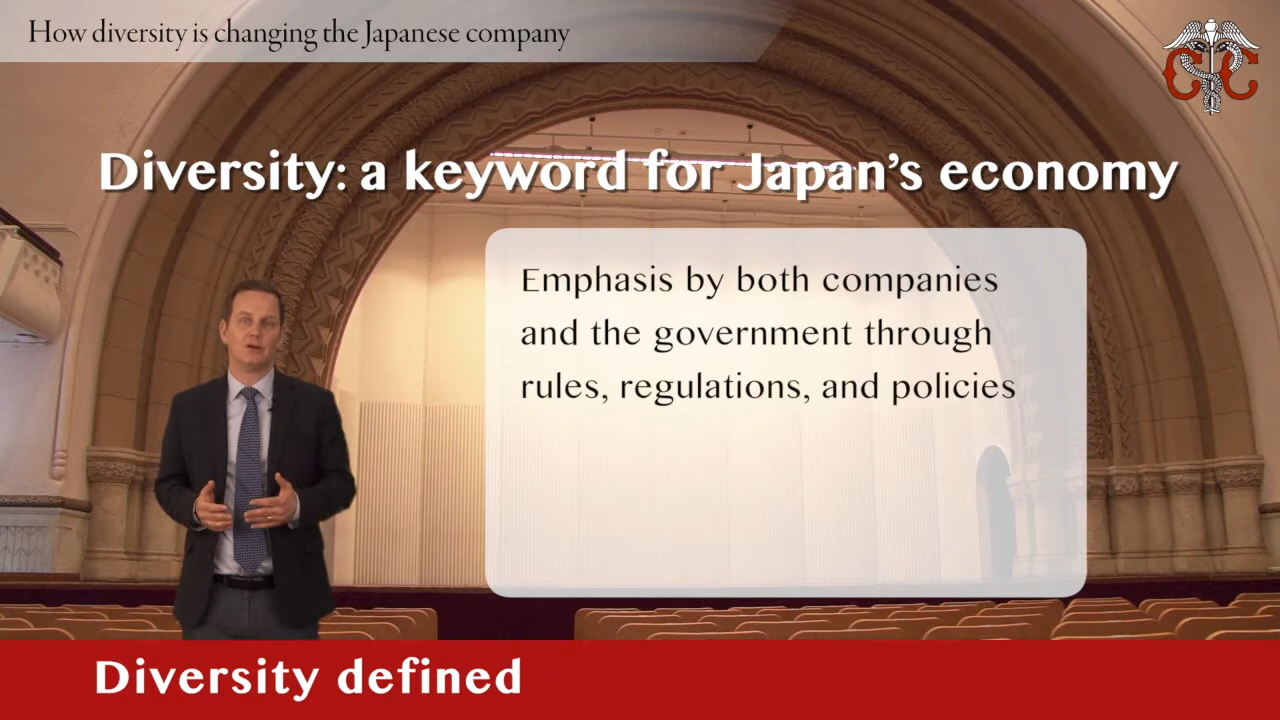 How diversity is changing the Japanese company
C C
Diversity: a keyword for Japan's economy
Emphasis by both companies
and the government through
rules, regulations, and policies
Diversity defined